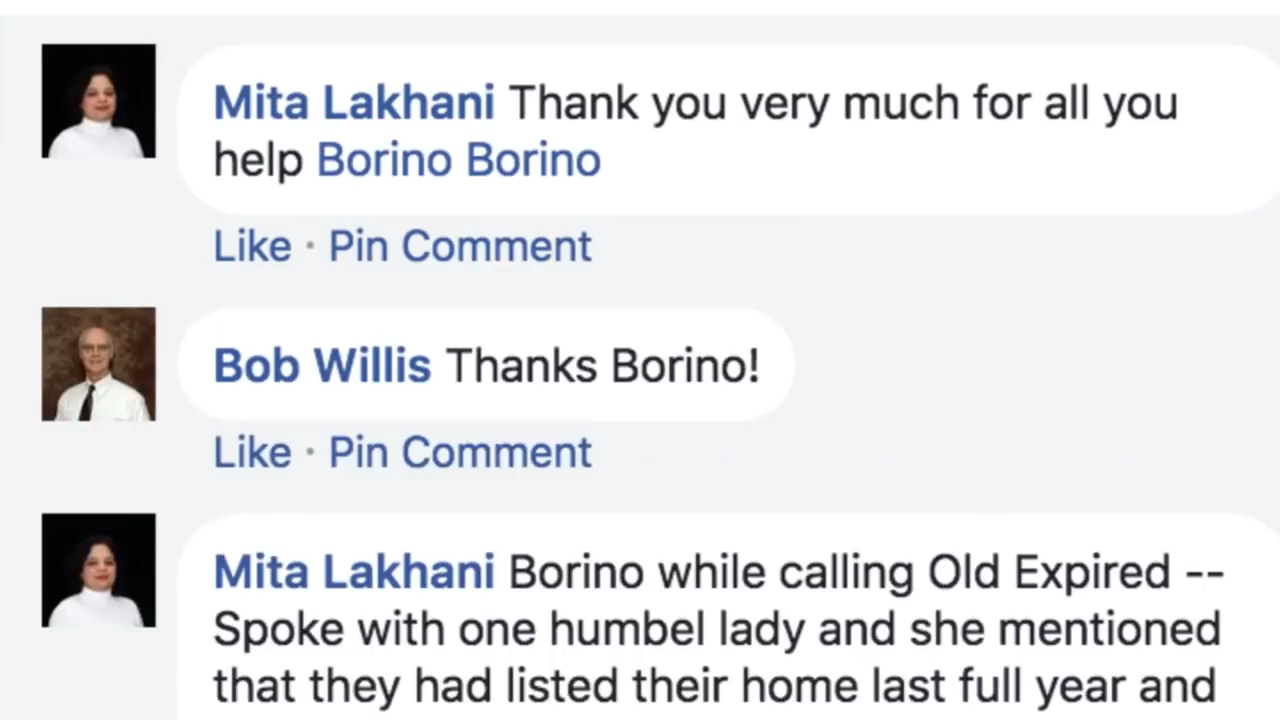 Mita Lakhani Thank you very much for all you
help Borino Borino
Like · Pin Comment
Bob Willis Thanks Borino!
Like · Pin Comment
Mita Lakhani Borino while calling Old Expired --
Spoke with one humbel lady and she mentioned
that they had listed their home last full year and